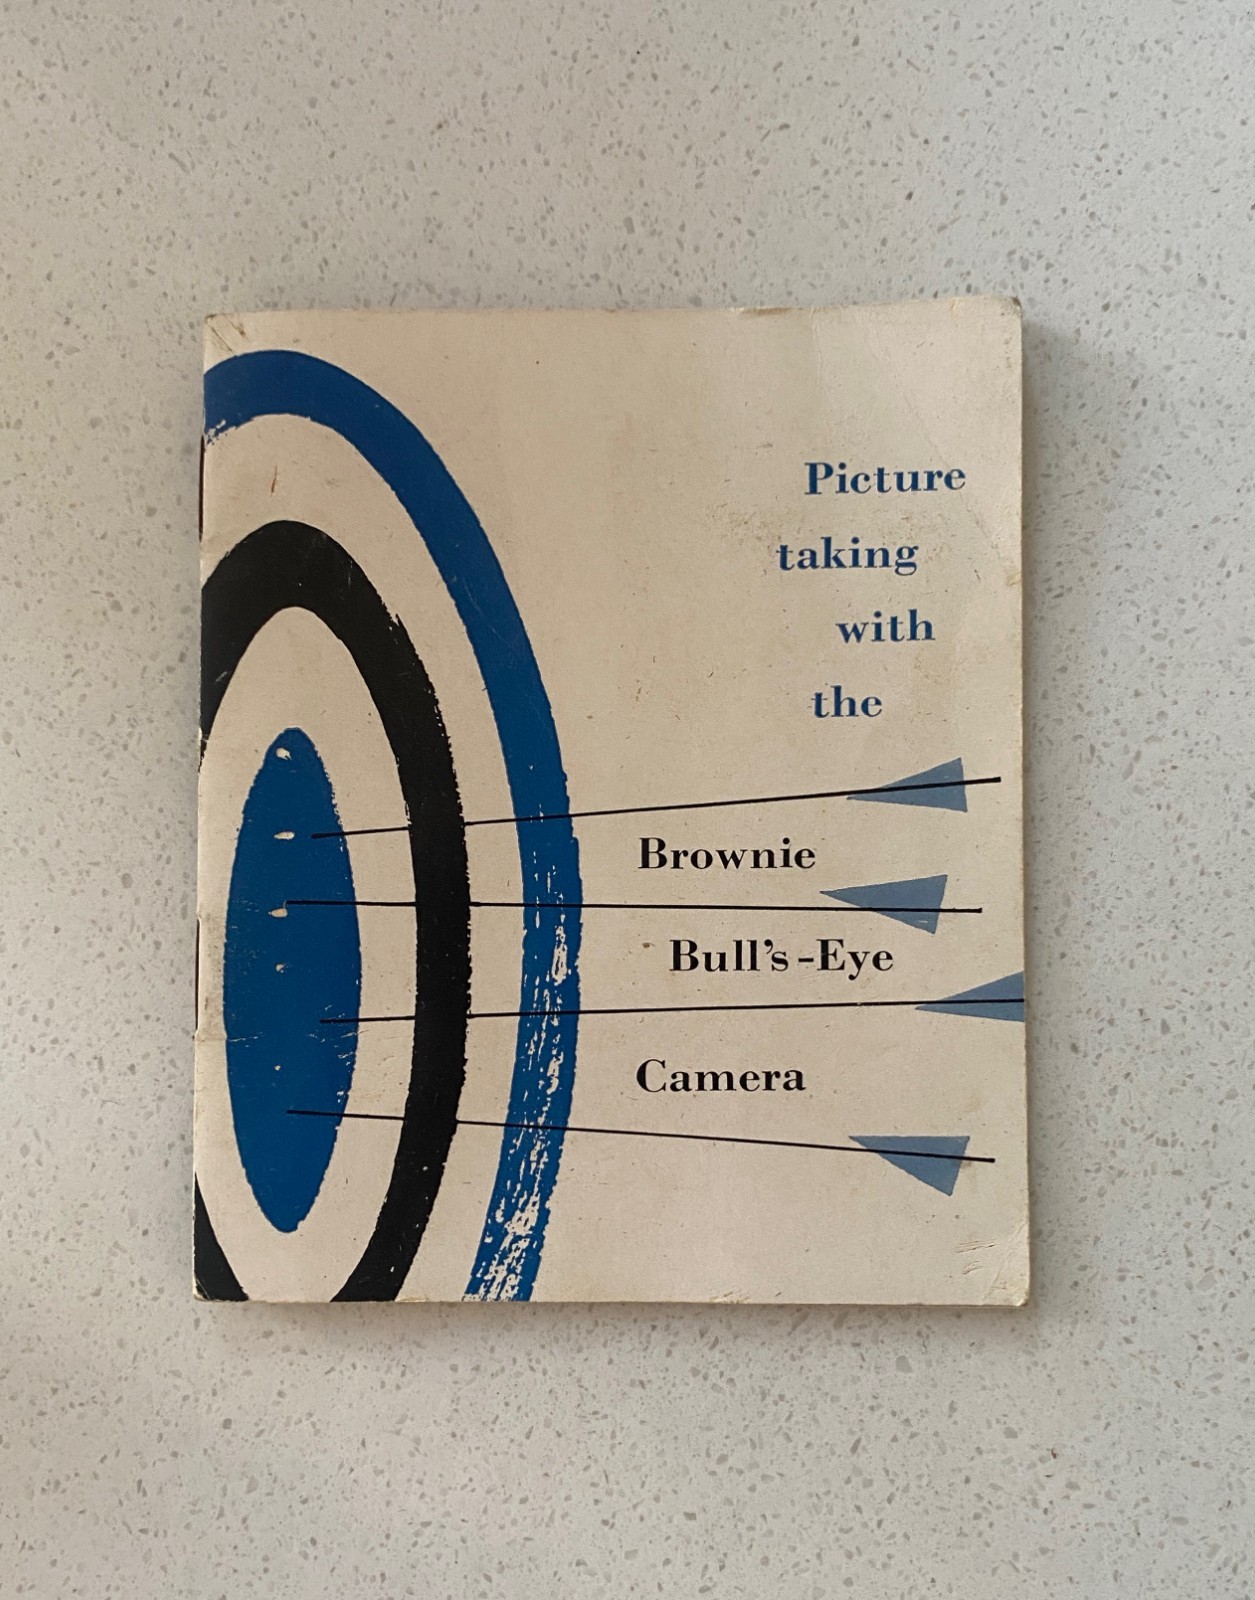 Picture
taking
with
the
Brownie
Bull's-Eye
Camera